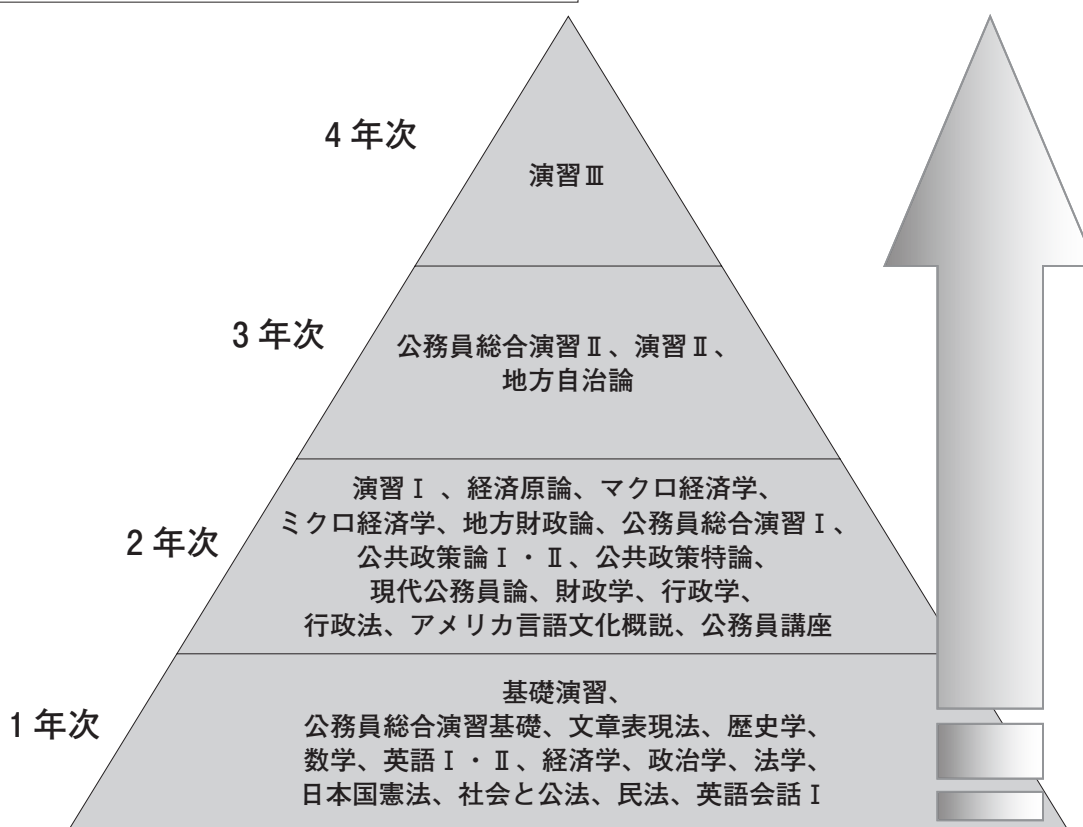 4年次
演習Ⅲ
3年次
公務員総合演習Ⅱ、演習Ⅱ、
地方自治論
2年次
演習Ⅰ、経済原論、マクロ経済学、
ミクロ経済学、地方財政論、公務員総合演習Ⅰ、
公共政策論Ⅰ・Ⅱ、公共政策特論、
現代公務員論、財政学、行政学、
行政法、アメリカ言語文化概説、公務員講座
1年次
基礎演習、
公務員総合演習基礎、文章表現法、歴史学、
数学、英語Ⅰ・Ⅱ、経済学、政治学、法学、
日本国憲法、社会と公法、民法、英語会話Ⅰ